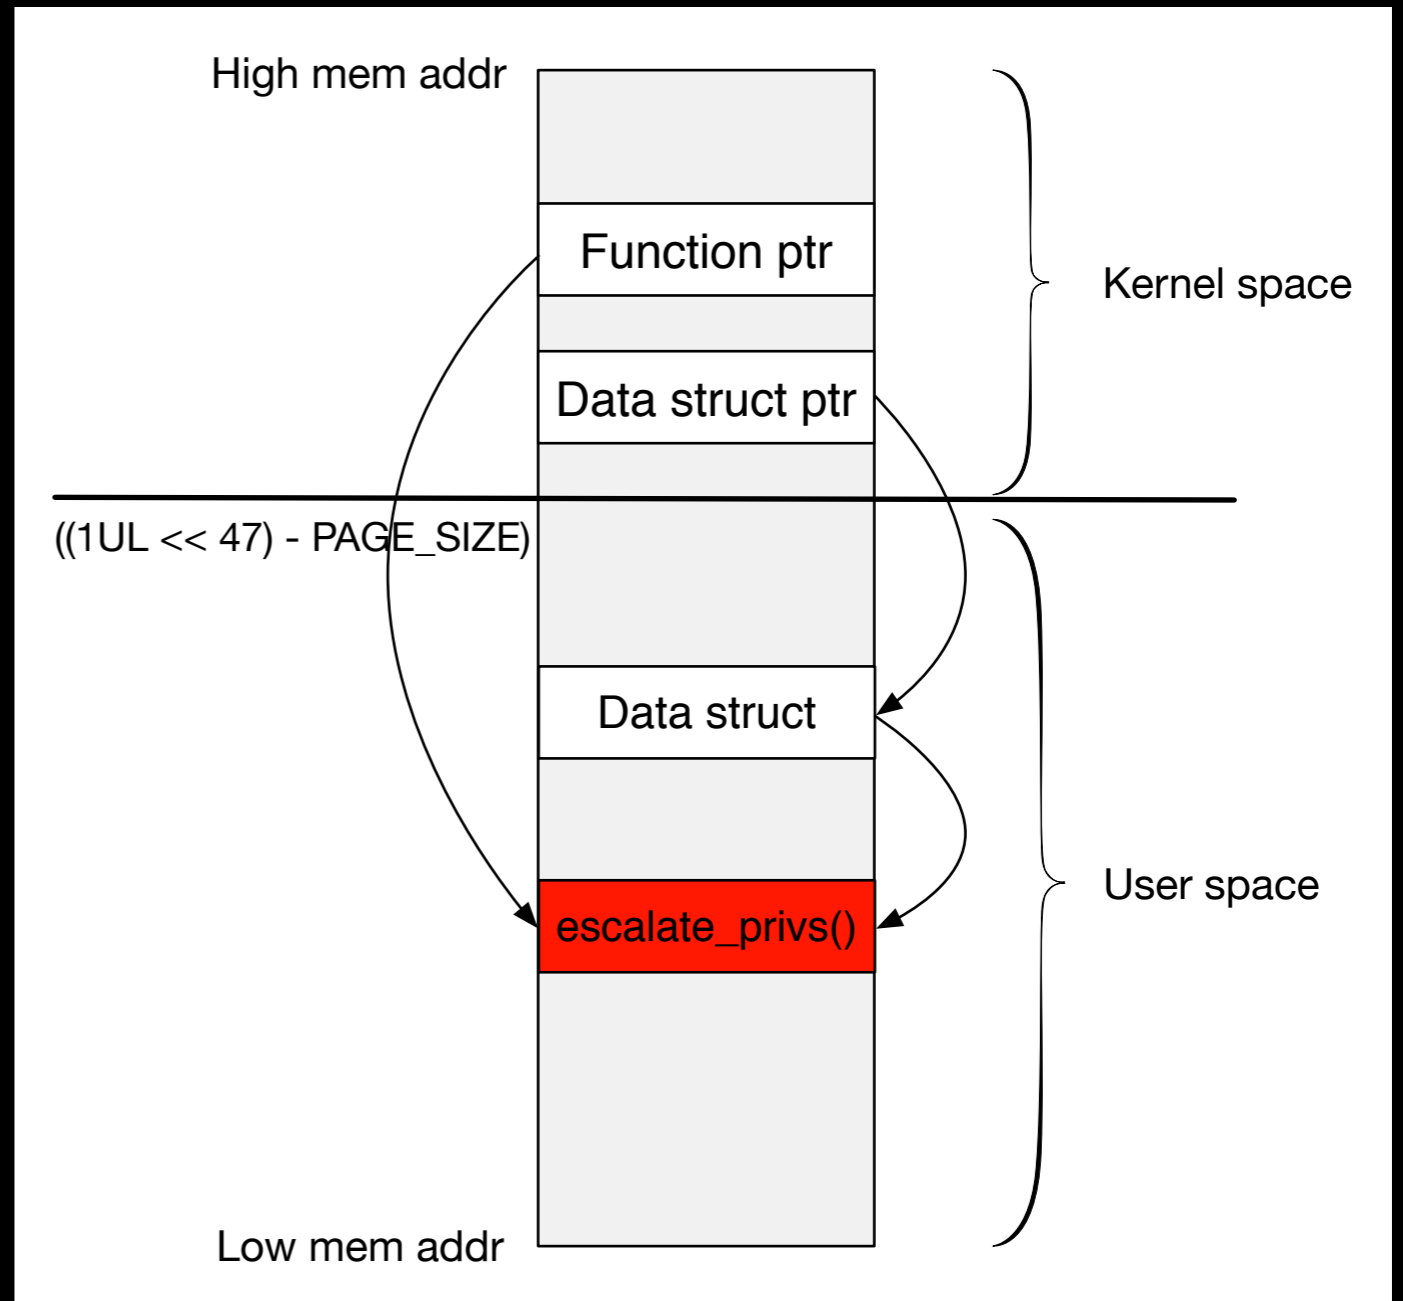 High mem addr
Function ptr
Kernel space
Data struct ptr
((1UL << 47) - PAGE_SIZE)
Data struct
User space
escalate_privs()
Low mem addr